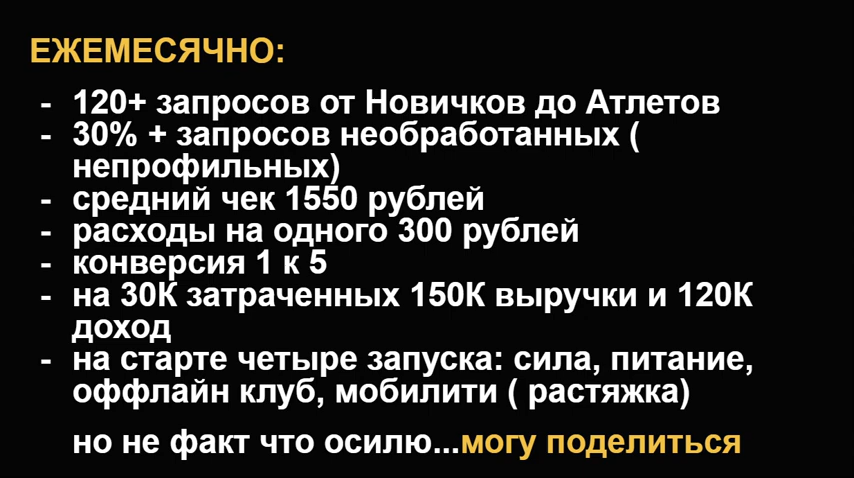 ЕЖЕМЕСЯЧНО:
- 120+ запросов от Новичков до Атлетов
- 30% + запросов необработанных (
непрофильных)
- средний чек 1550 рублей
- расходы на одного 300 рублей
- конверсия 1 к 5
- на 30К затраченных 150К выручки и 120К
доход
- на старте четыре запуска: сила, питание,
оффлайн клуб, мобилити ( растяжка)
но не факт что осилю...могу поделиться